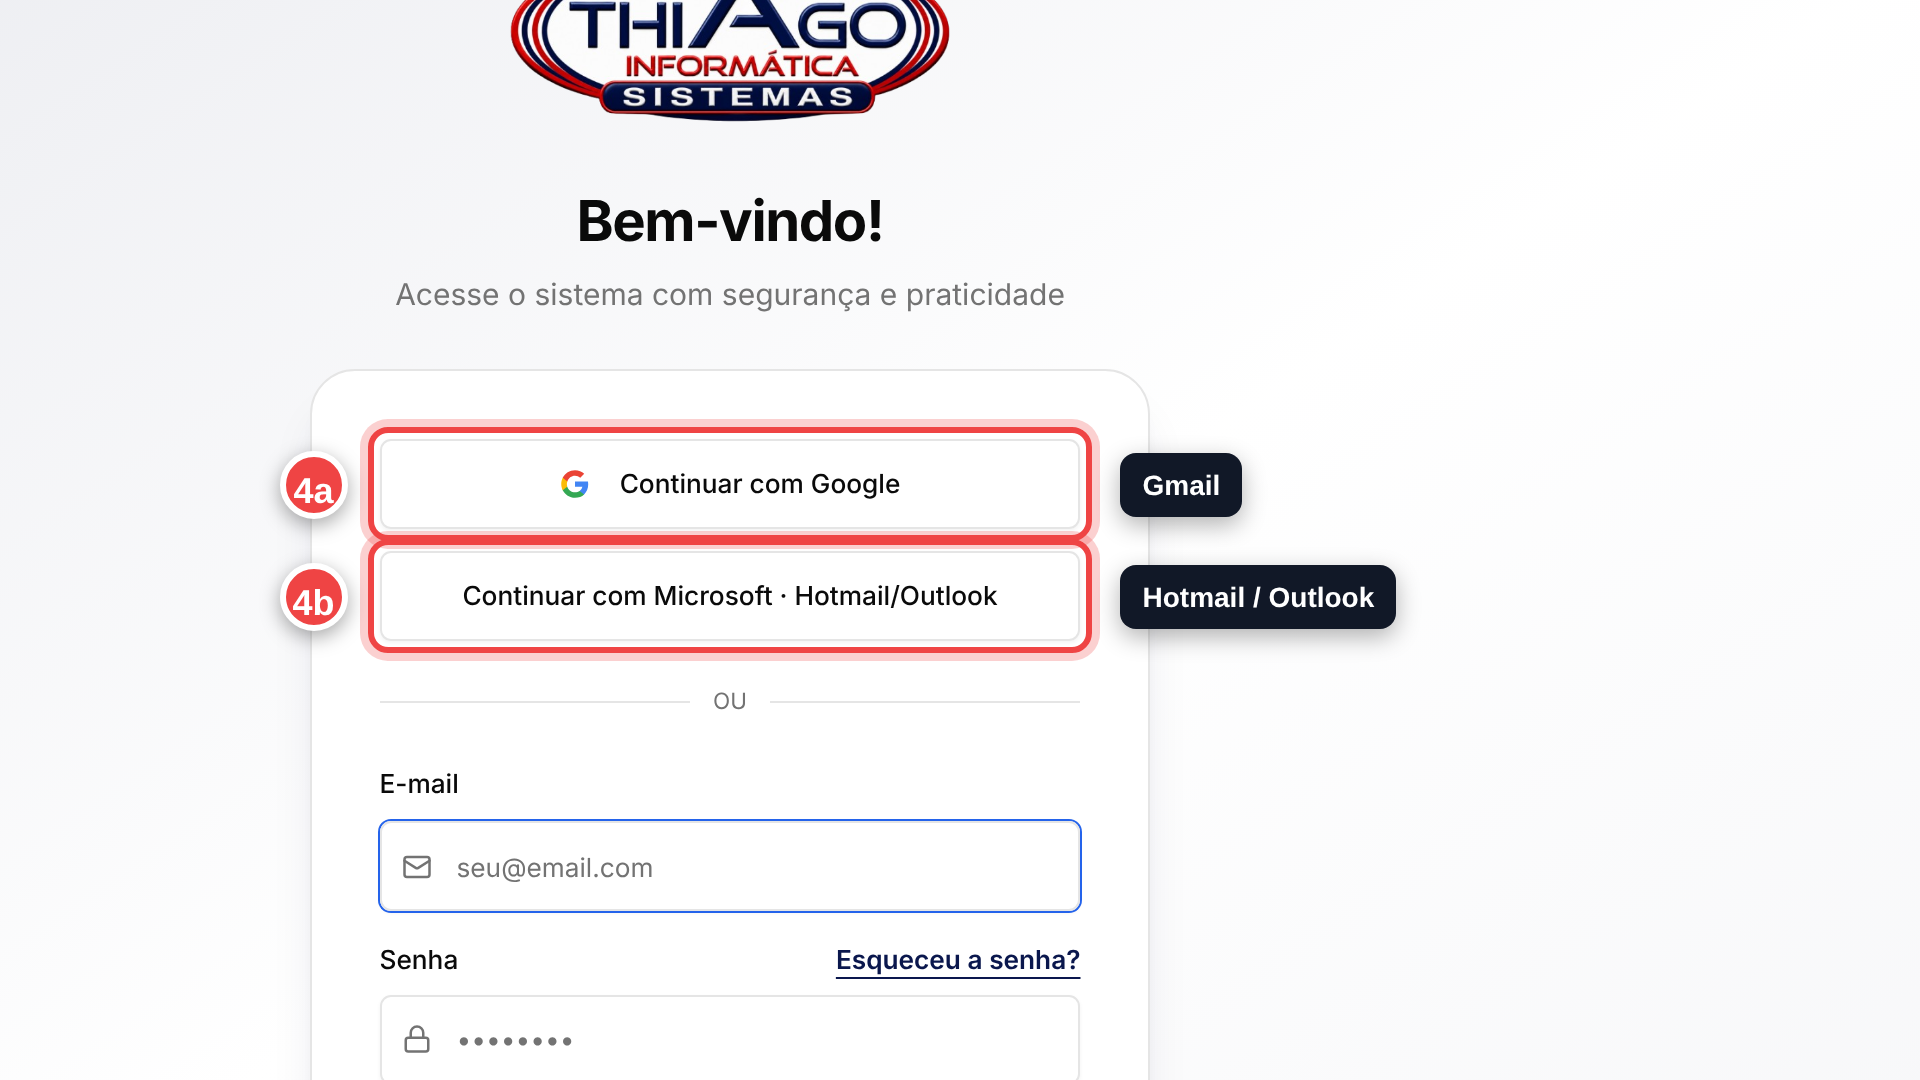 THIAGO
INFORMÁTICA
SISTEMAS
Bem-vindo!
Acesse o sistema com segurança e praticidade
4a
Continuar com Google
Gmail
4b
Continuar com Microsoft · Hotmail/Outlook
Hotmail / Outlook
OU
E-mail
seu@email.com
Senha
Esqueceu a senha?
••••••••